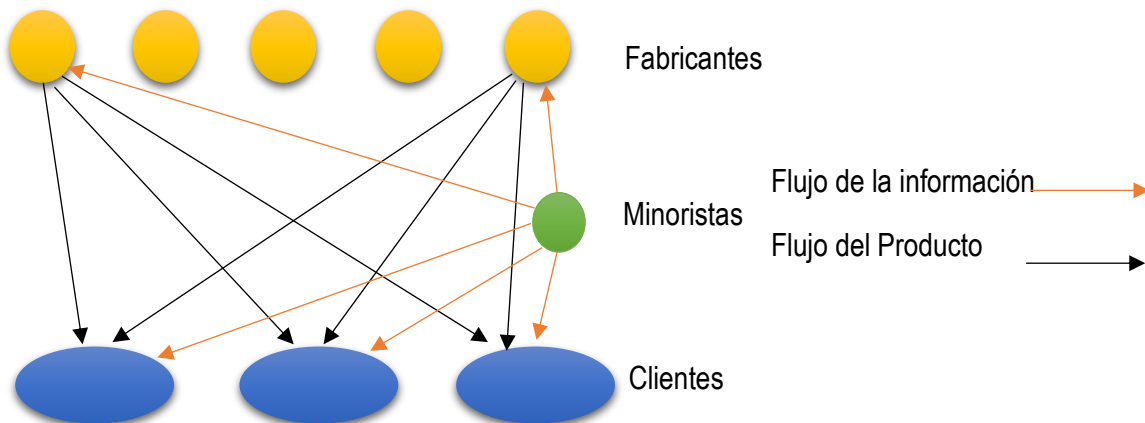 Fabricantes
Minoristas
Flujo de la información
Flujo del Producto
Clientes